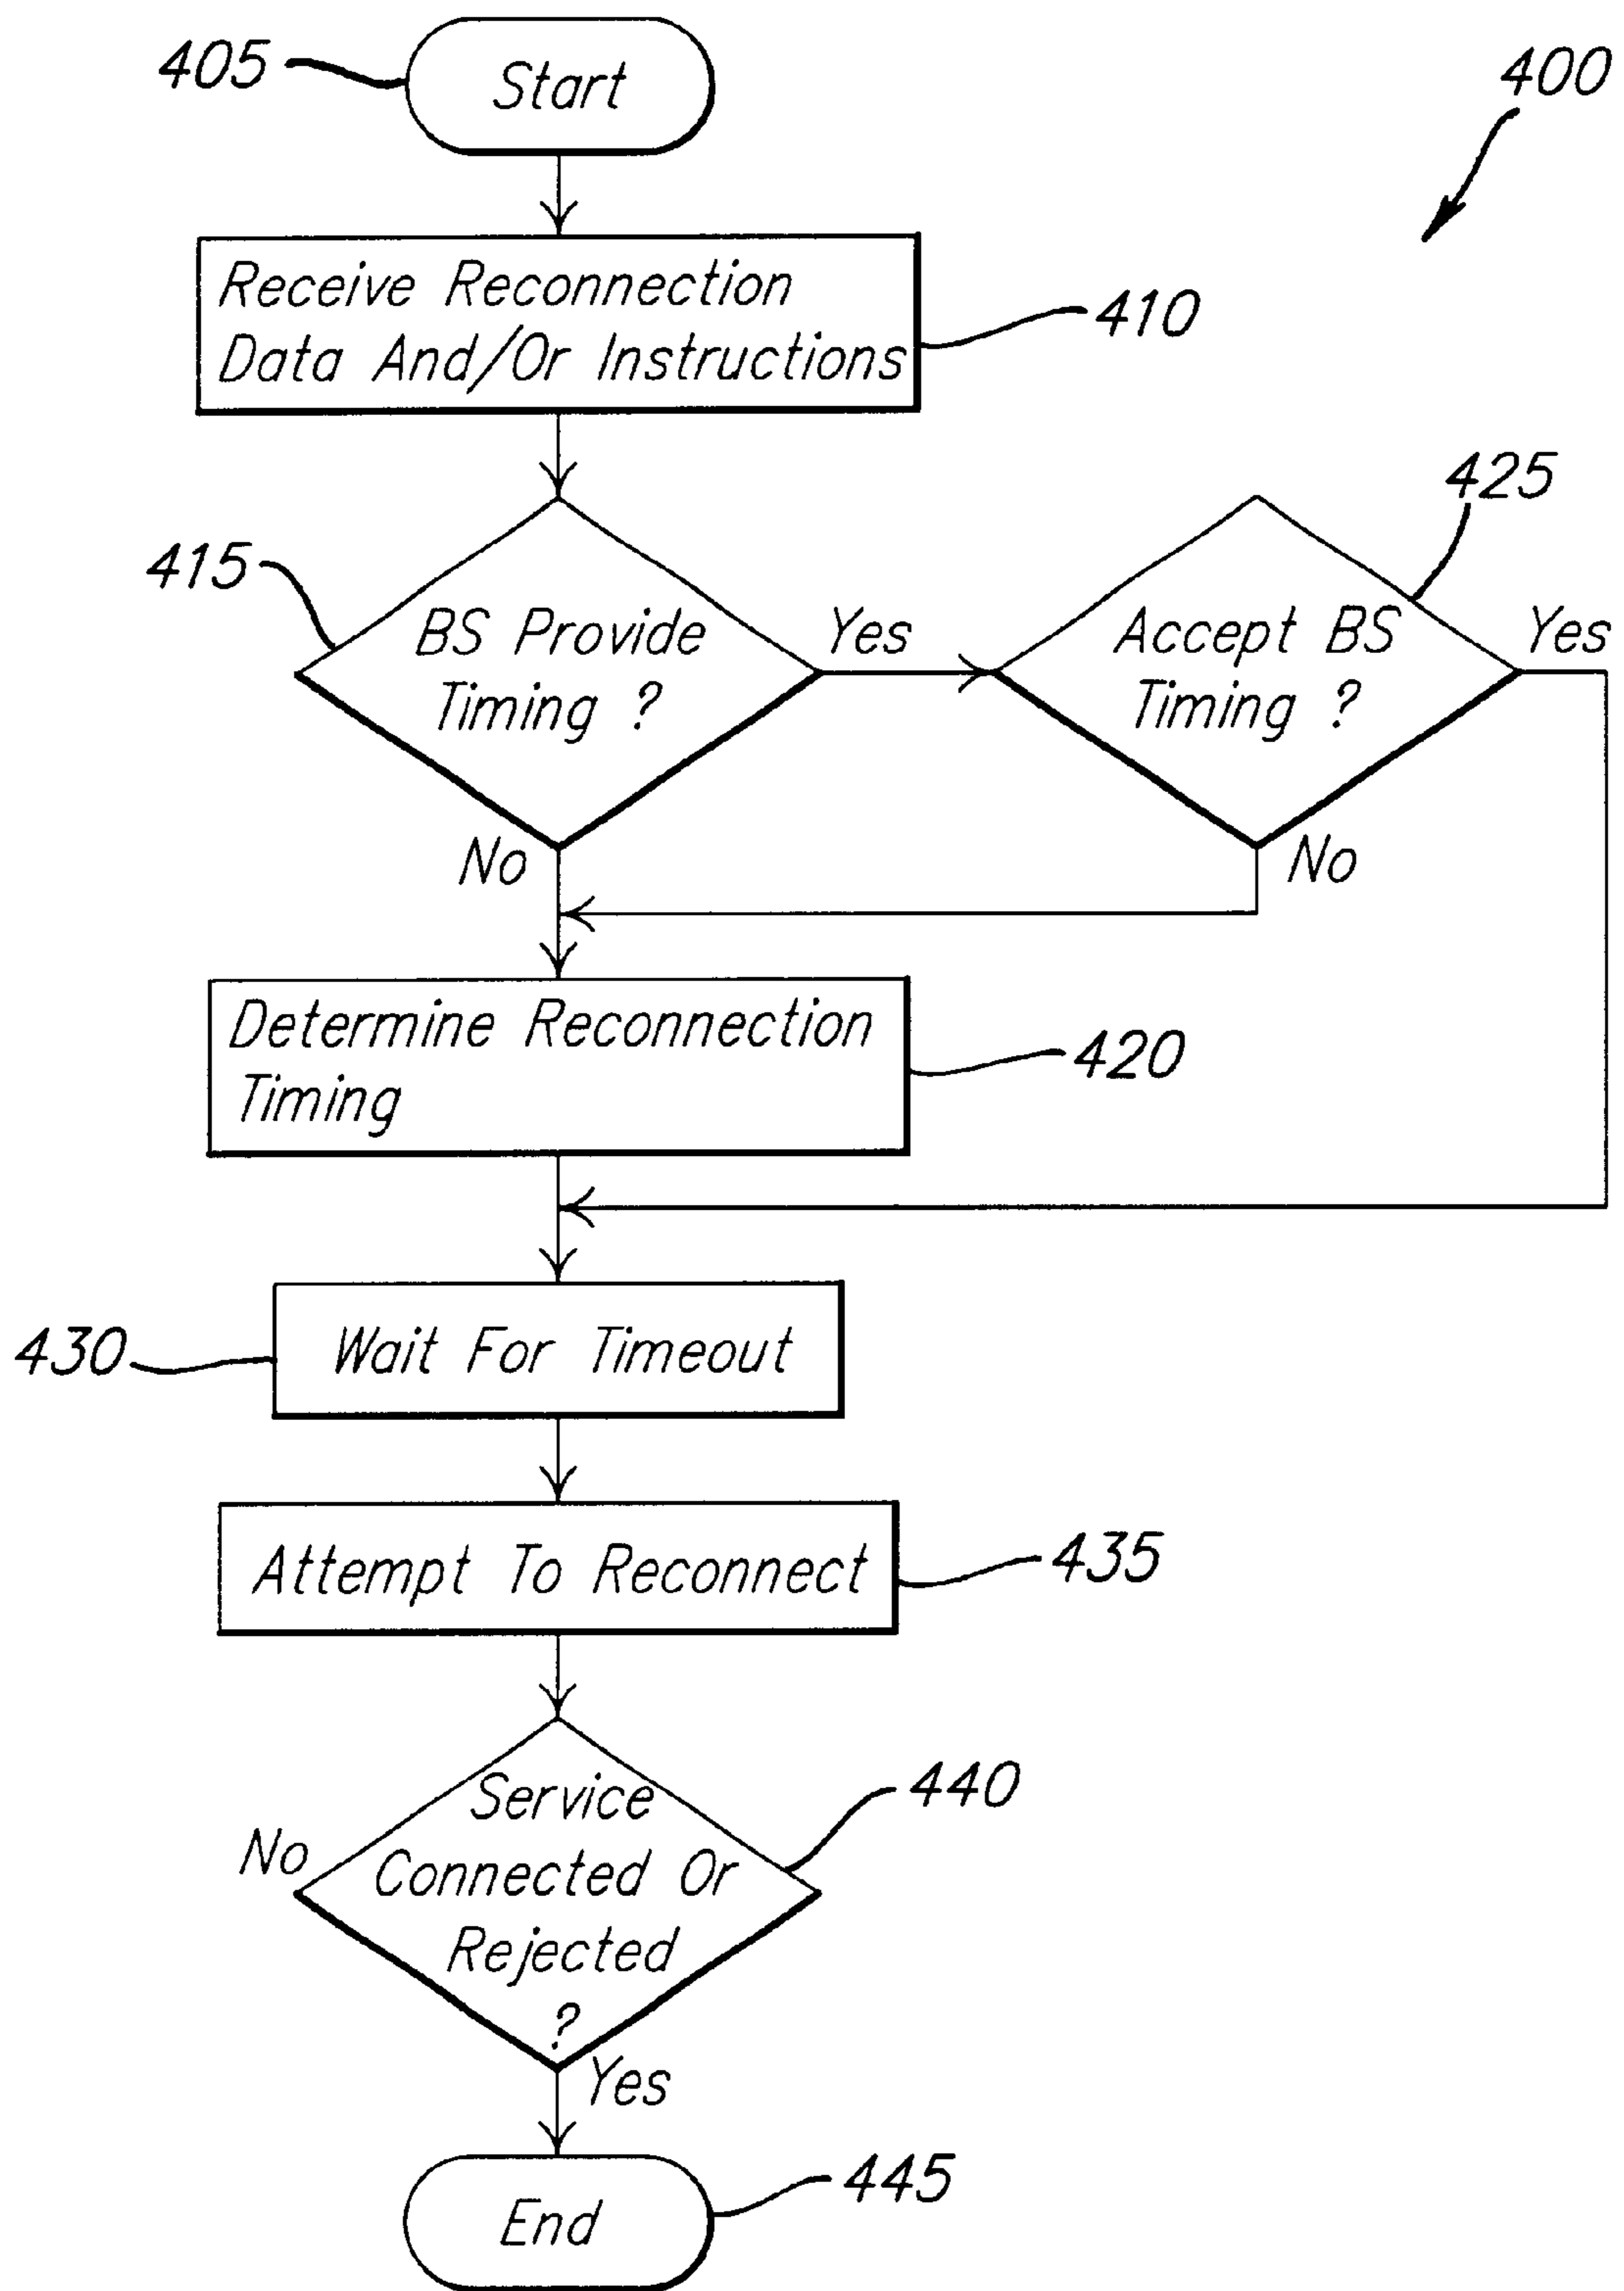 405
Start
400
Receive Reconnection
Data And/Or Instructions
410
415
BS Provide
Timing ?
Yes
No
425
Accept BS
Timing ?
Yes
No
Determine Reconnection
Timing
420
430
Wait For Timeout
Attempt To Reconnect
435
Service
Connected Or
Rejected
?
440
No
Yes
End
445